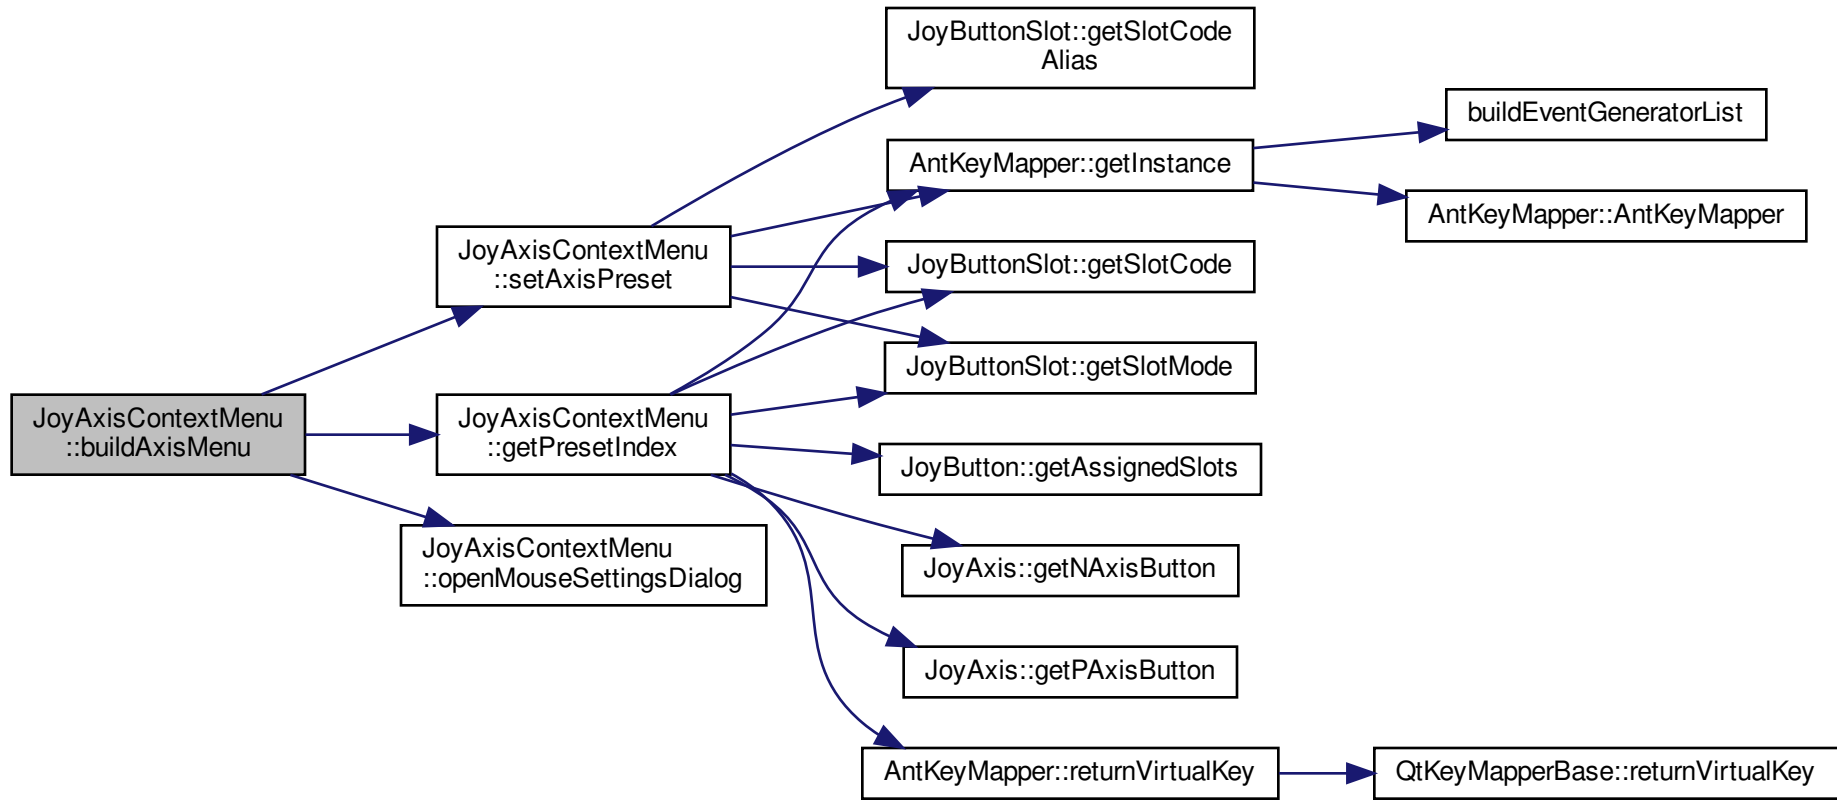 JoyButtonSlot::getSlotCode
Alias
buildEventGeneratorList
AntKeyMapper::getInstance
AntKeyMapper::AntKeyMapper
JoyAxisContextMenu
::setAxisPreset
JoyButtonSlot::getSlotCode
JoyButtonSlot::getSlotMode
JoyAxisContextMenu
::buildAxisMenu
JoyAxisContextMenu
::getPresetIndex
JoyButton::getAssignedSlots
JoyAxisContextMenu
::openMouseSettingsDialog
JoyAxis::getNAxisButton
JoyAxis::getPAxisButton
AntKeyMapper::returnVirtualKey
QtKeyMapperBase::returnVirtualKey